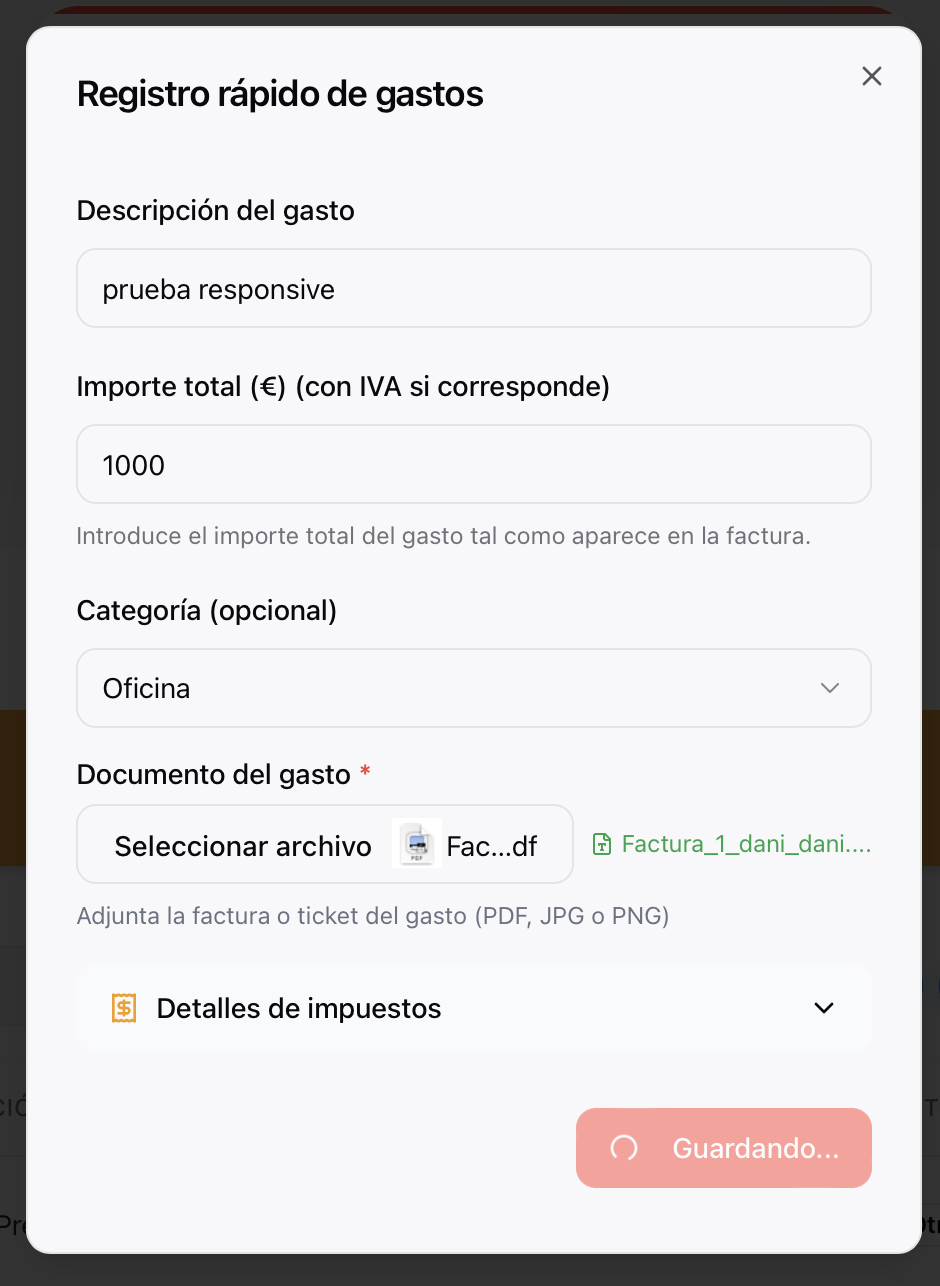 Registro rápido de gastos
Descripción del gasto
prueba responsive
Importe total (€) (con IVA si corresponde)
1000
Introduce el importe total del gasto tal como aparece en la factura.
Categoría (opcional)
Oficina
Documento del gasto *
Seleccionar archivo PDF Fac...df Factura_1_dani_dani....
Adjunta la factura o ticket del gasto (PDF, JPG o PNG)
Detalles de impuestos
Guardando...